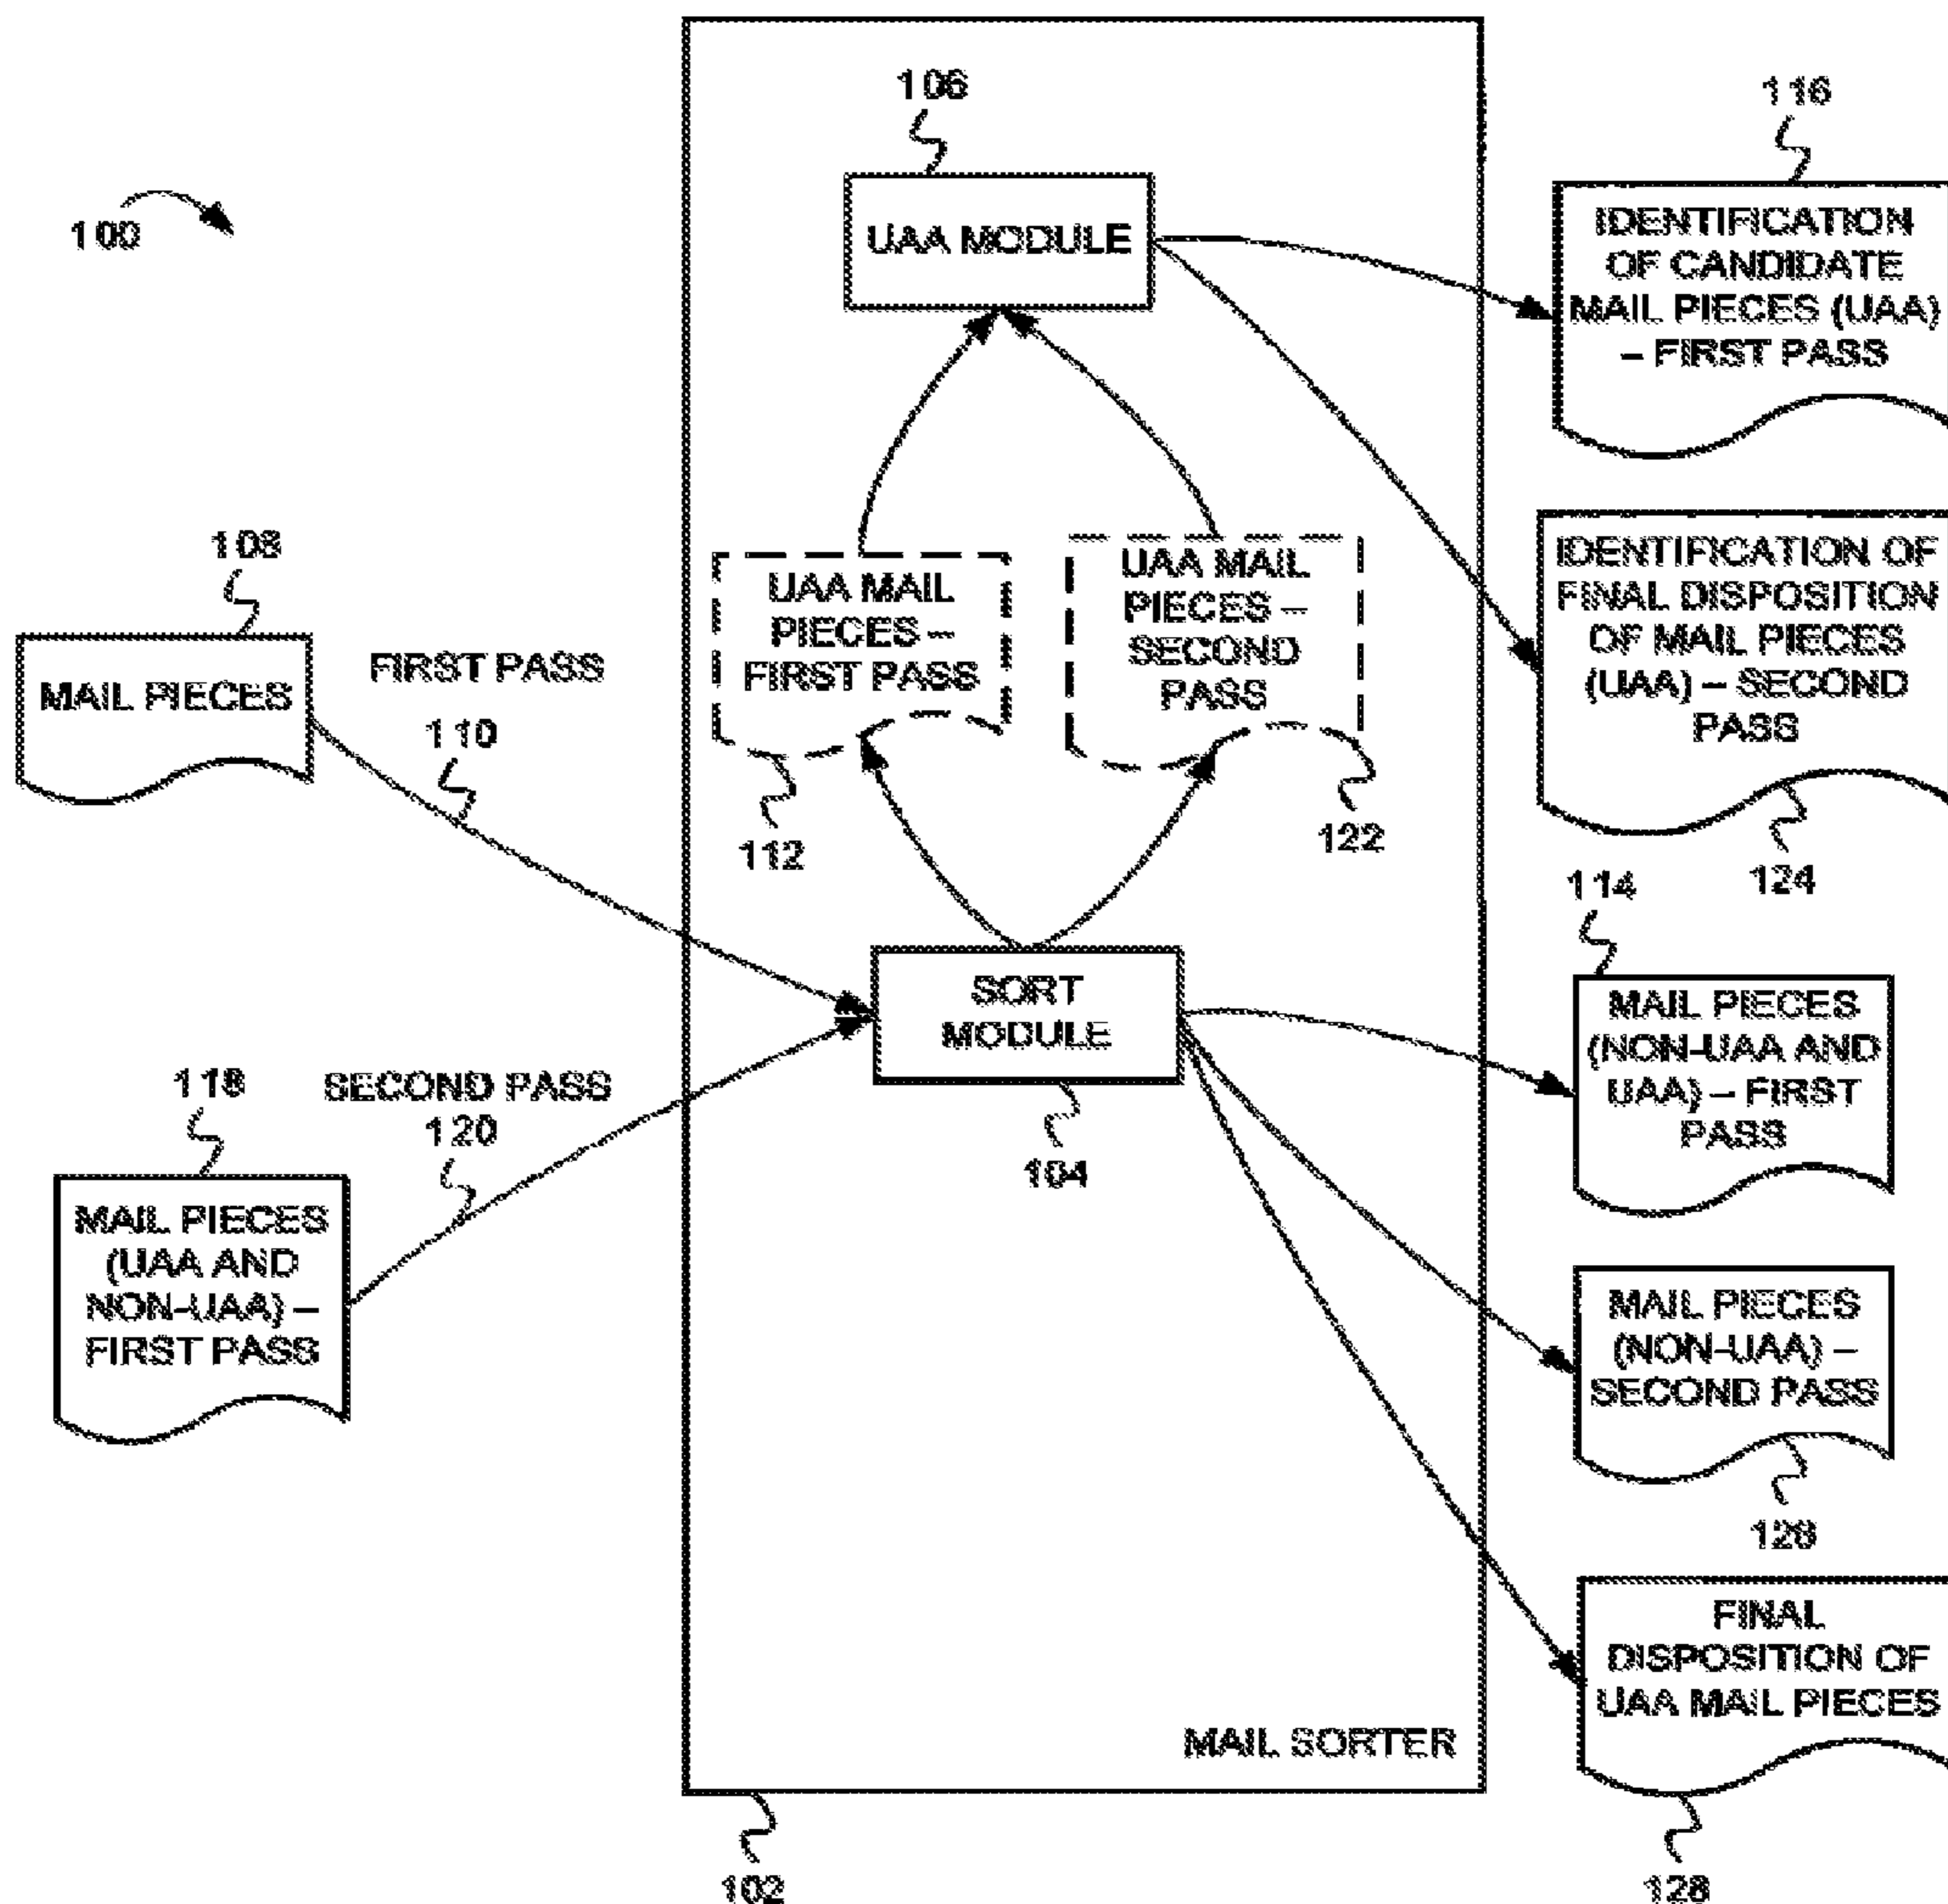 106
116
100
UAA MODULE
IDENTIFICATION
OF CANDIDATE
MAIL PIECES (UAA)
– FIRST PASS
108
MAIL PIECES
FIRST PASS
110
UAA MAIL
PIECES –
FIRST PASS
112
UAA MAIL
PIECES –
SECOND
PASS
122
IDENTIFICATION OF
FINAL DISPOSITION
OF MAIL PIECES
(UAA) – SECOND
PASS
124
114
SORT
MODULE
104
MAIL PIECES
(NON-UAA AND
UAA) – FIRST
PASS
118
SECOND PASS
120
MAIL PIECES
(UAA AND
NON-UAA) –
FIRST PASS
MAIL PIECES
(NON-UAA) –
SECOND PASS
FINAL
DISPOSITION OF
UAA MAIL PIECES
MAIL SORTER
102